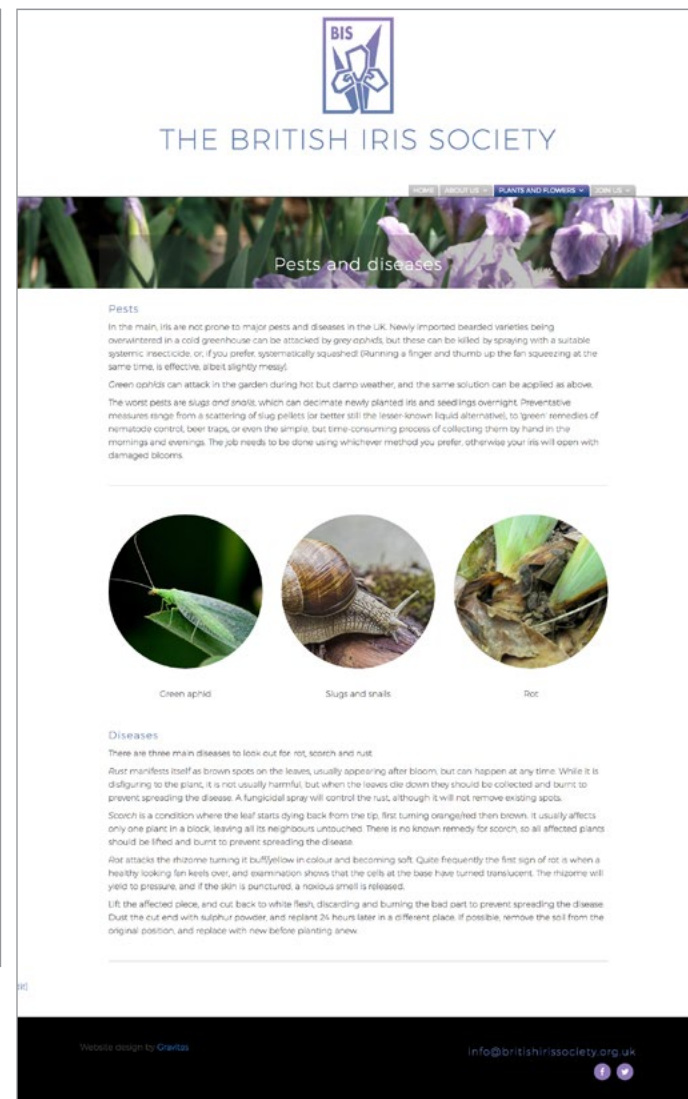 BIS
THE BRITISH IRIS SOCIETY
HOME ABOUT US PLANTS AND FLOWERS JOIN US
Pests and diseases
Pests
In the main, iris are not prone to major pests and diseases in the UK. Newly imported bearded varieties being
overwintered in a cold greenhouse can be attacked by grey aphids, but these can be killed by spraying with a suitable
systemic insecticide, or, if you prefer, systematically squashed! (Running a finger and thumb up the fan squeezing at the
same time, is effective, albeit slightly messy).
Green aphids can attack in the garden during hot but damp weather, and the same solution can be applied as above.
The worst pests are slugs and snails, which can decimate newly planted iris and seedlings overnight. Preventative
measures range from a scattering of slug pellets (or better still the lesser-known liquid alternative), to 'green' remedies of
nematode control, beer traps, or even the simple, but time-consuming process of collecting them by hand in the
mornings and evenings. The job needs to be done using whichever method you prefer, otherwise your iris will open with
damaged blooms.
Green aphid
Slugs and snails
Rot
Diseases
There are three main diseases to look out for: rot, scorch and rust.
Rust manifests itself as brown spots on the leaves, usually appearing after bloom, but can happen at any time. While it is
disfiguring to the plant, it is not usually harmful, but when the leaves die down they should be collected and burnt to
prevent spreading the disease. A fungicidal spray will control the rust, although it will not remove existing spots.
Scorch is a condition where the leaf starts dying back from the tip, first turning orange/red then brown. It usually affects
only one plant in a block, leaving all its neighbours untouched. There is no known remedy for scorch, so all affected plants
should be lifted and burnt to prevent spreading the disease.
Rot attacks the rhizome turning it buff/yellow in colour and becoming soft. Quite frequently the first sign of rot is when a
healthy looking fan keels over, and examination shows that the cells at the base have turned translucent. The rhizome will
yield to pressure, and if the skin is punctured, a noxious smell is released.
Lift the affected piece, and cut back to white flesh, discarding and burning the bad part to prevent spreading the disease.
Dust the cut end with sulphur powder, and replant 24 hours later in a different place. If possible, remove the soil from the
original position, and replace with new before planting anew.
Website design by Gravitas
info@britishirissociety.org.uk